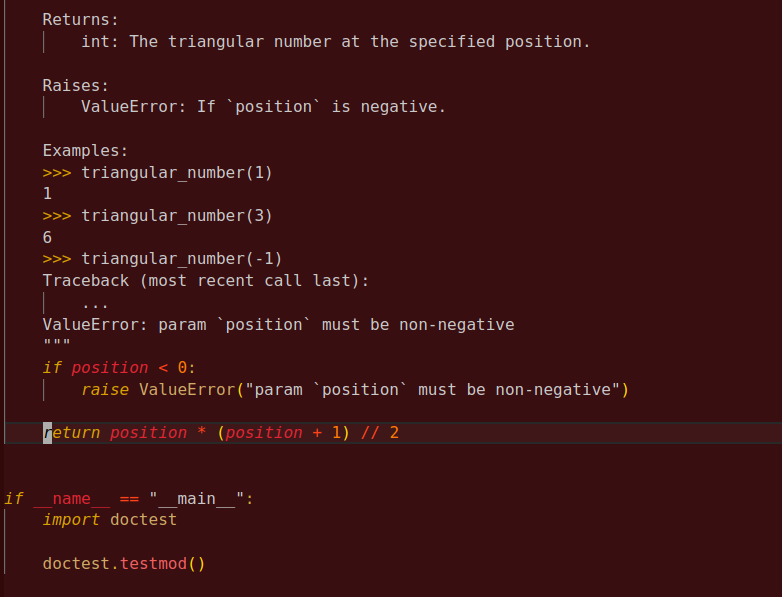 Returns:
int: The triangular number at the specified position.
Raises:
ValueError: If `position` is negative.
Examples:
>>> triangular_number(1)
1
>>> triangular_number(3)
6
>>> triangular_number(-1)
Traceback (most recent call last):
...
ValueError: param `position` must be non-negative
"""
if position < 0:
raise ValueError("param `position` must be non-negative")
return position * (position + 1) // 2
if __name__ == "__main__":
import doctest
doctest.testmod()